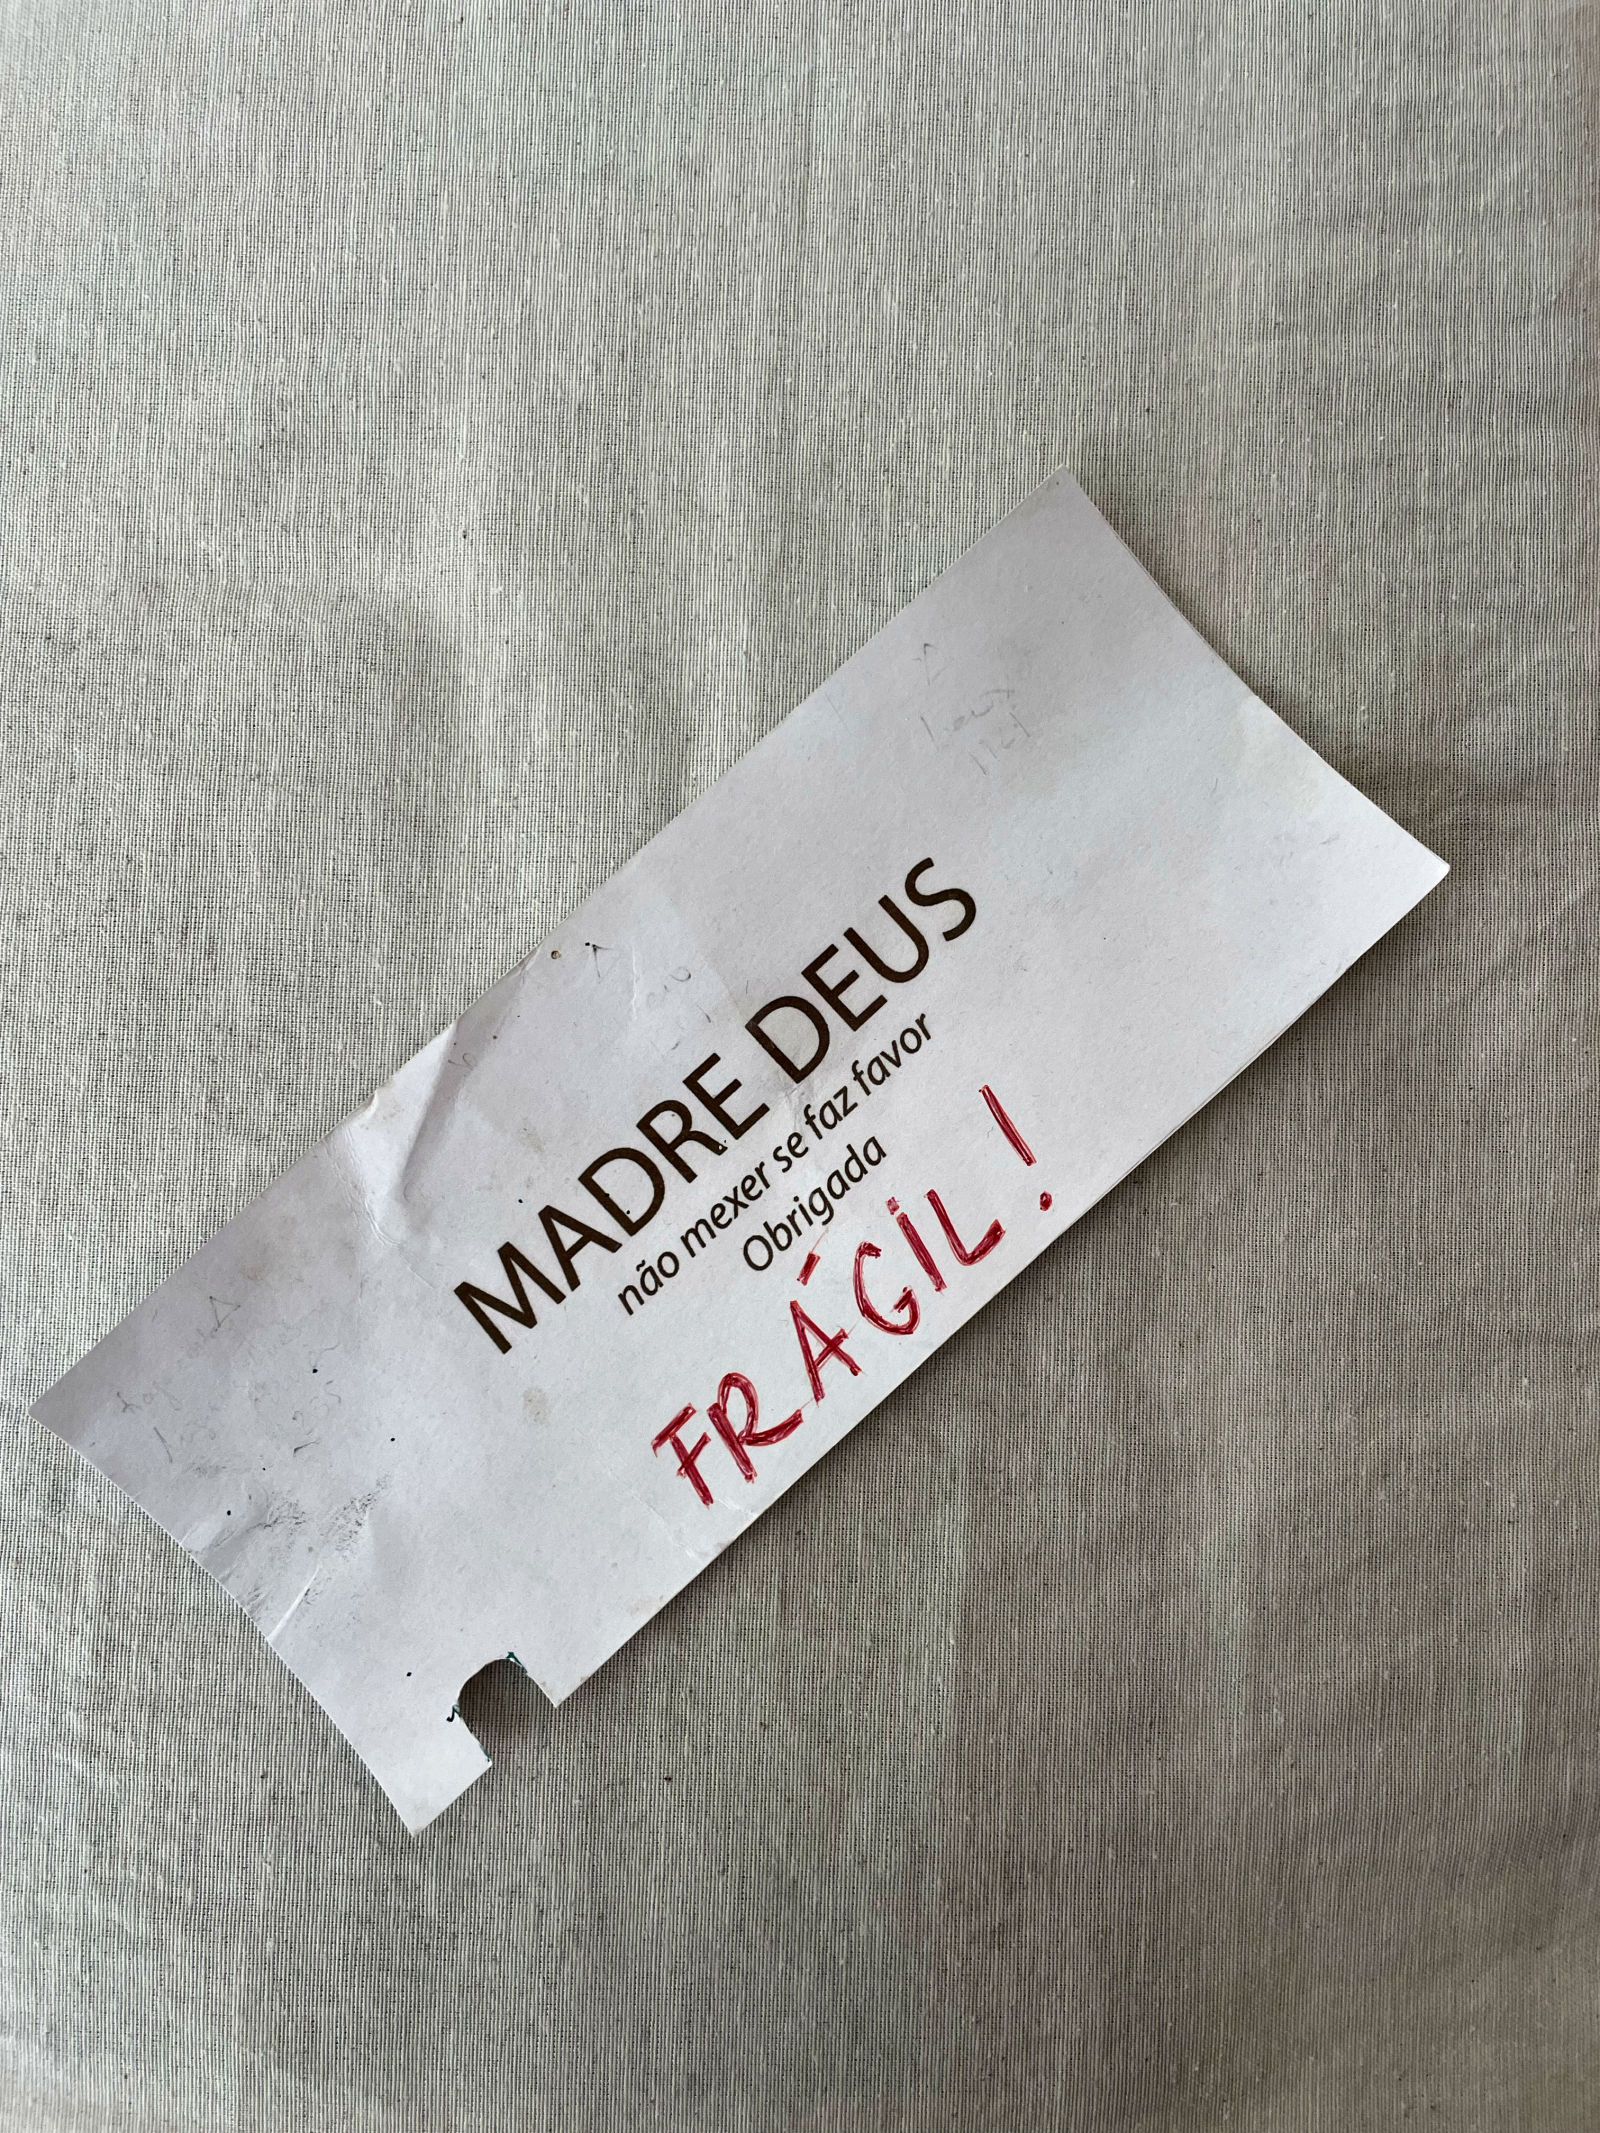 MADRE DEUS
não mexer se faz favor
Obrigada
FRÁGIL!